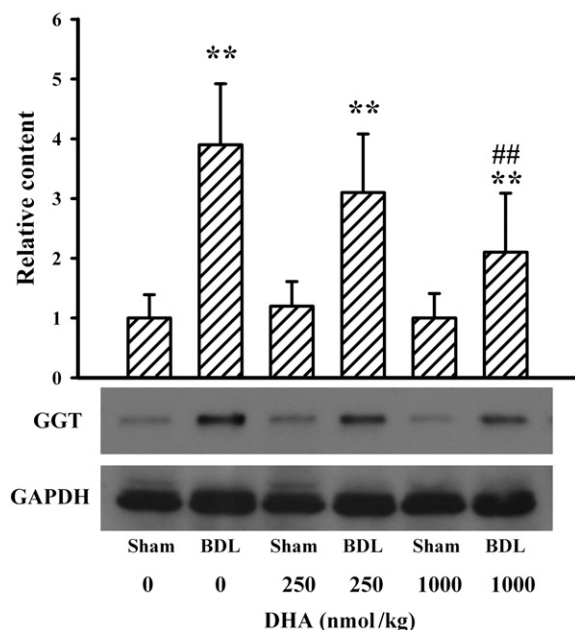 6
5
4
3
2
1
0
Relative content
**
**
##
**
GGT
GAPDH
Sham BDL Sham BDL Sham BDL
0 0 250 250 1000 1000
DHA (nmol/kg)